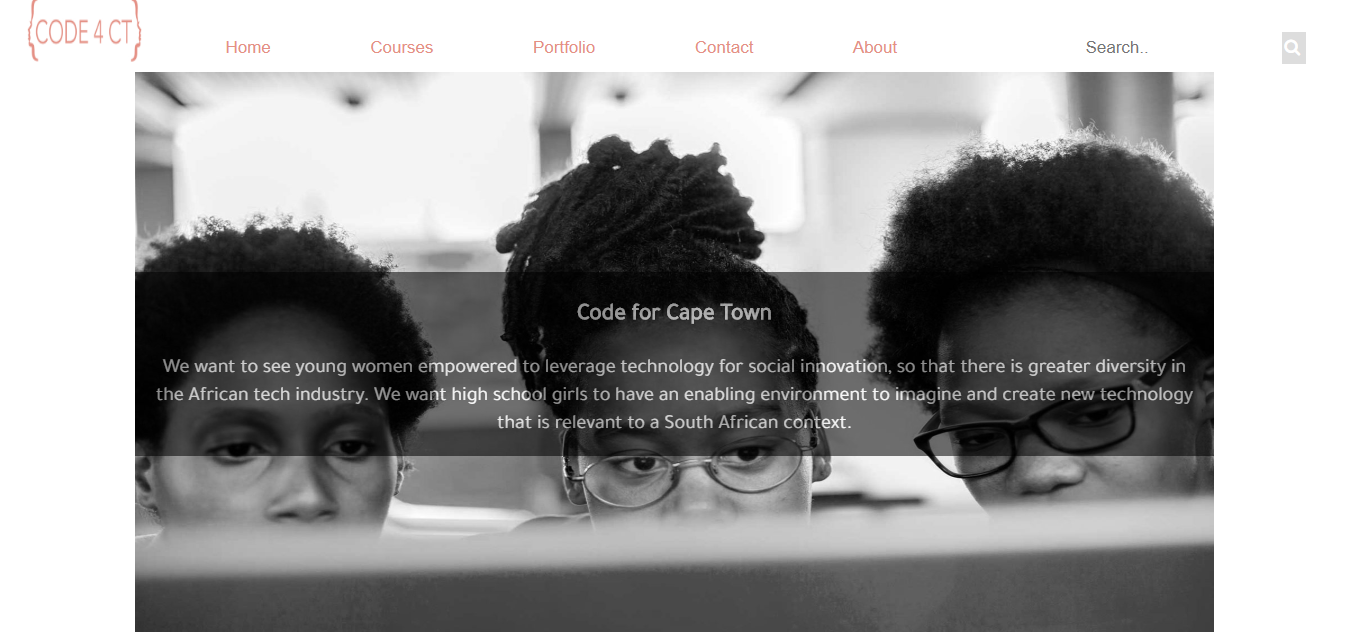 {CODE 4 CT}
Home
Courses
Portfolio
Contact
About
Search..
Code for Cape Town
We want to see young women empowered to leverage technology for social innovation, so that there is greater diversity in
the African tech industry. We want high school girls to have an enabling environment to imagine and create new technology
that is relevant to a South African context.